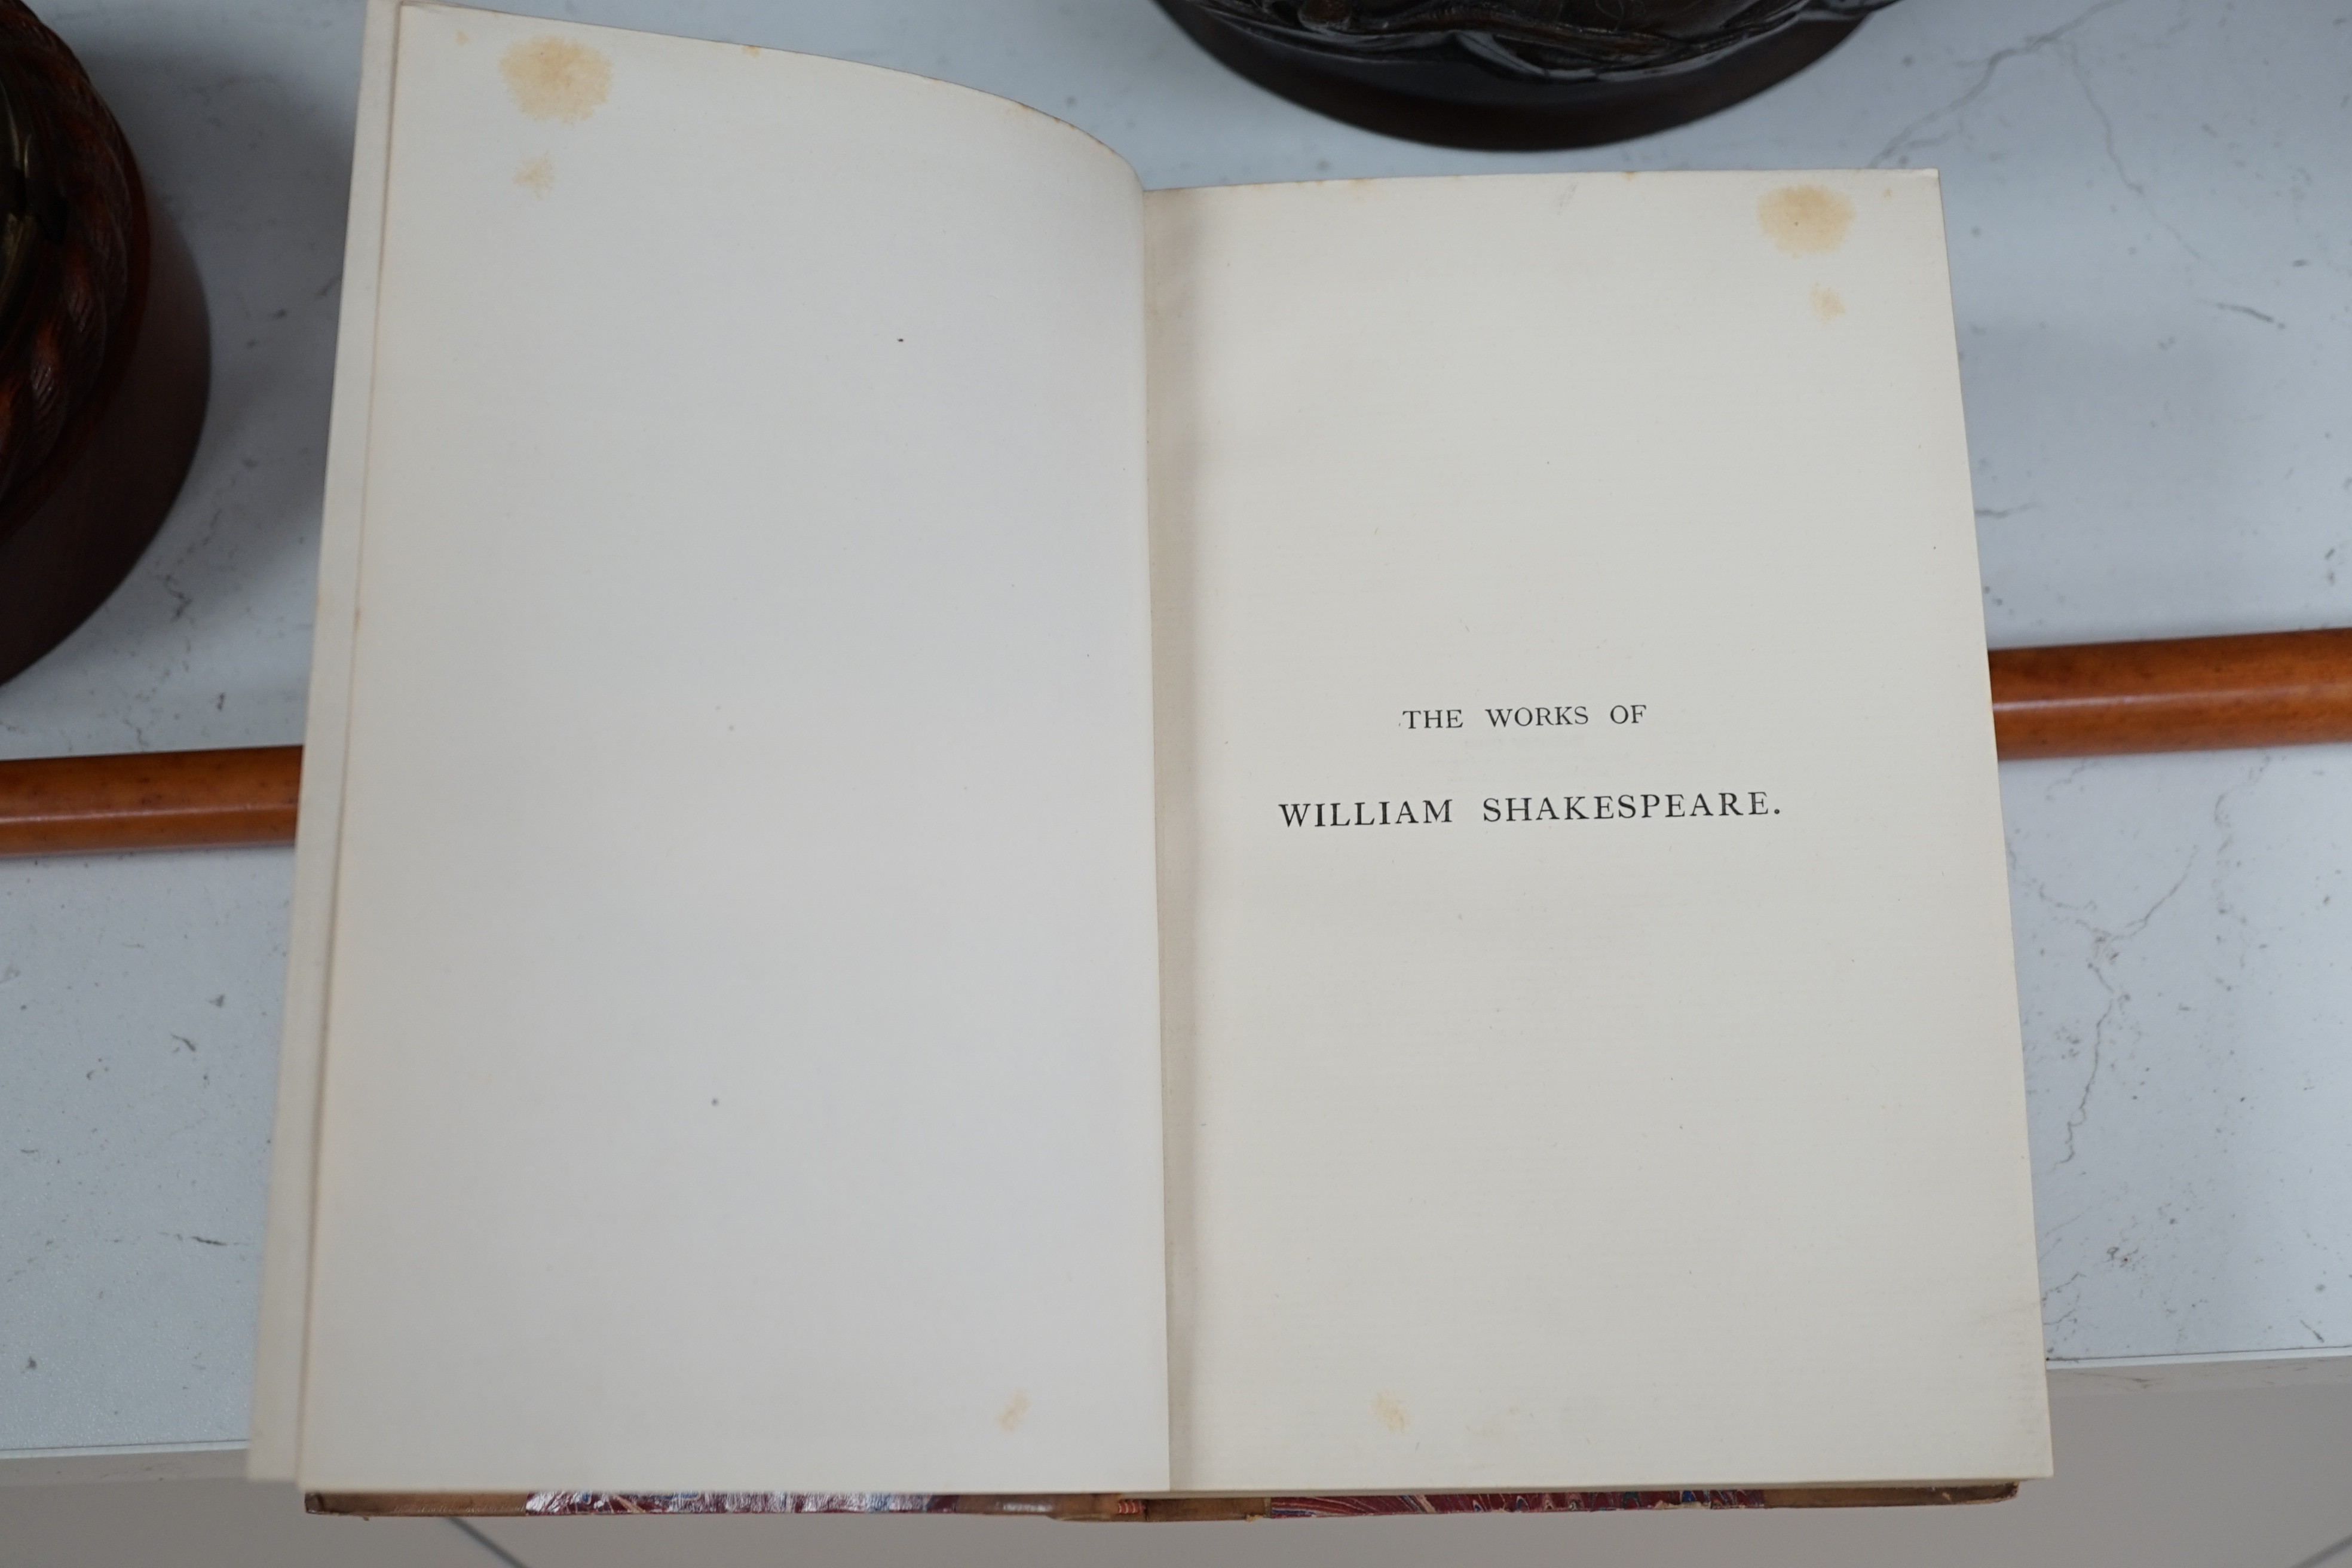 THE WORKS OF
WILLIAM SHAKESPEARE.